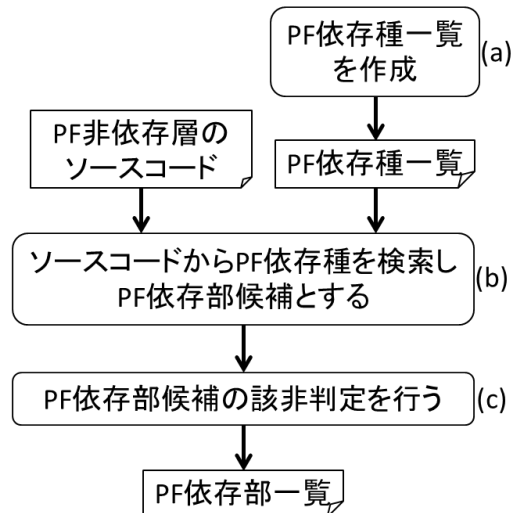 PF依存種一覧
を作成
(a)
PF非依存層の
ソースコード
PF依存種一覧
ソースコードからPF依存種を検索し
PF依存部候補とする
(b)
PF依存部候補の該非判定を行う
(c)
PF依存部一覧